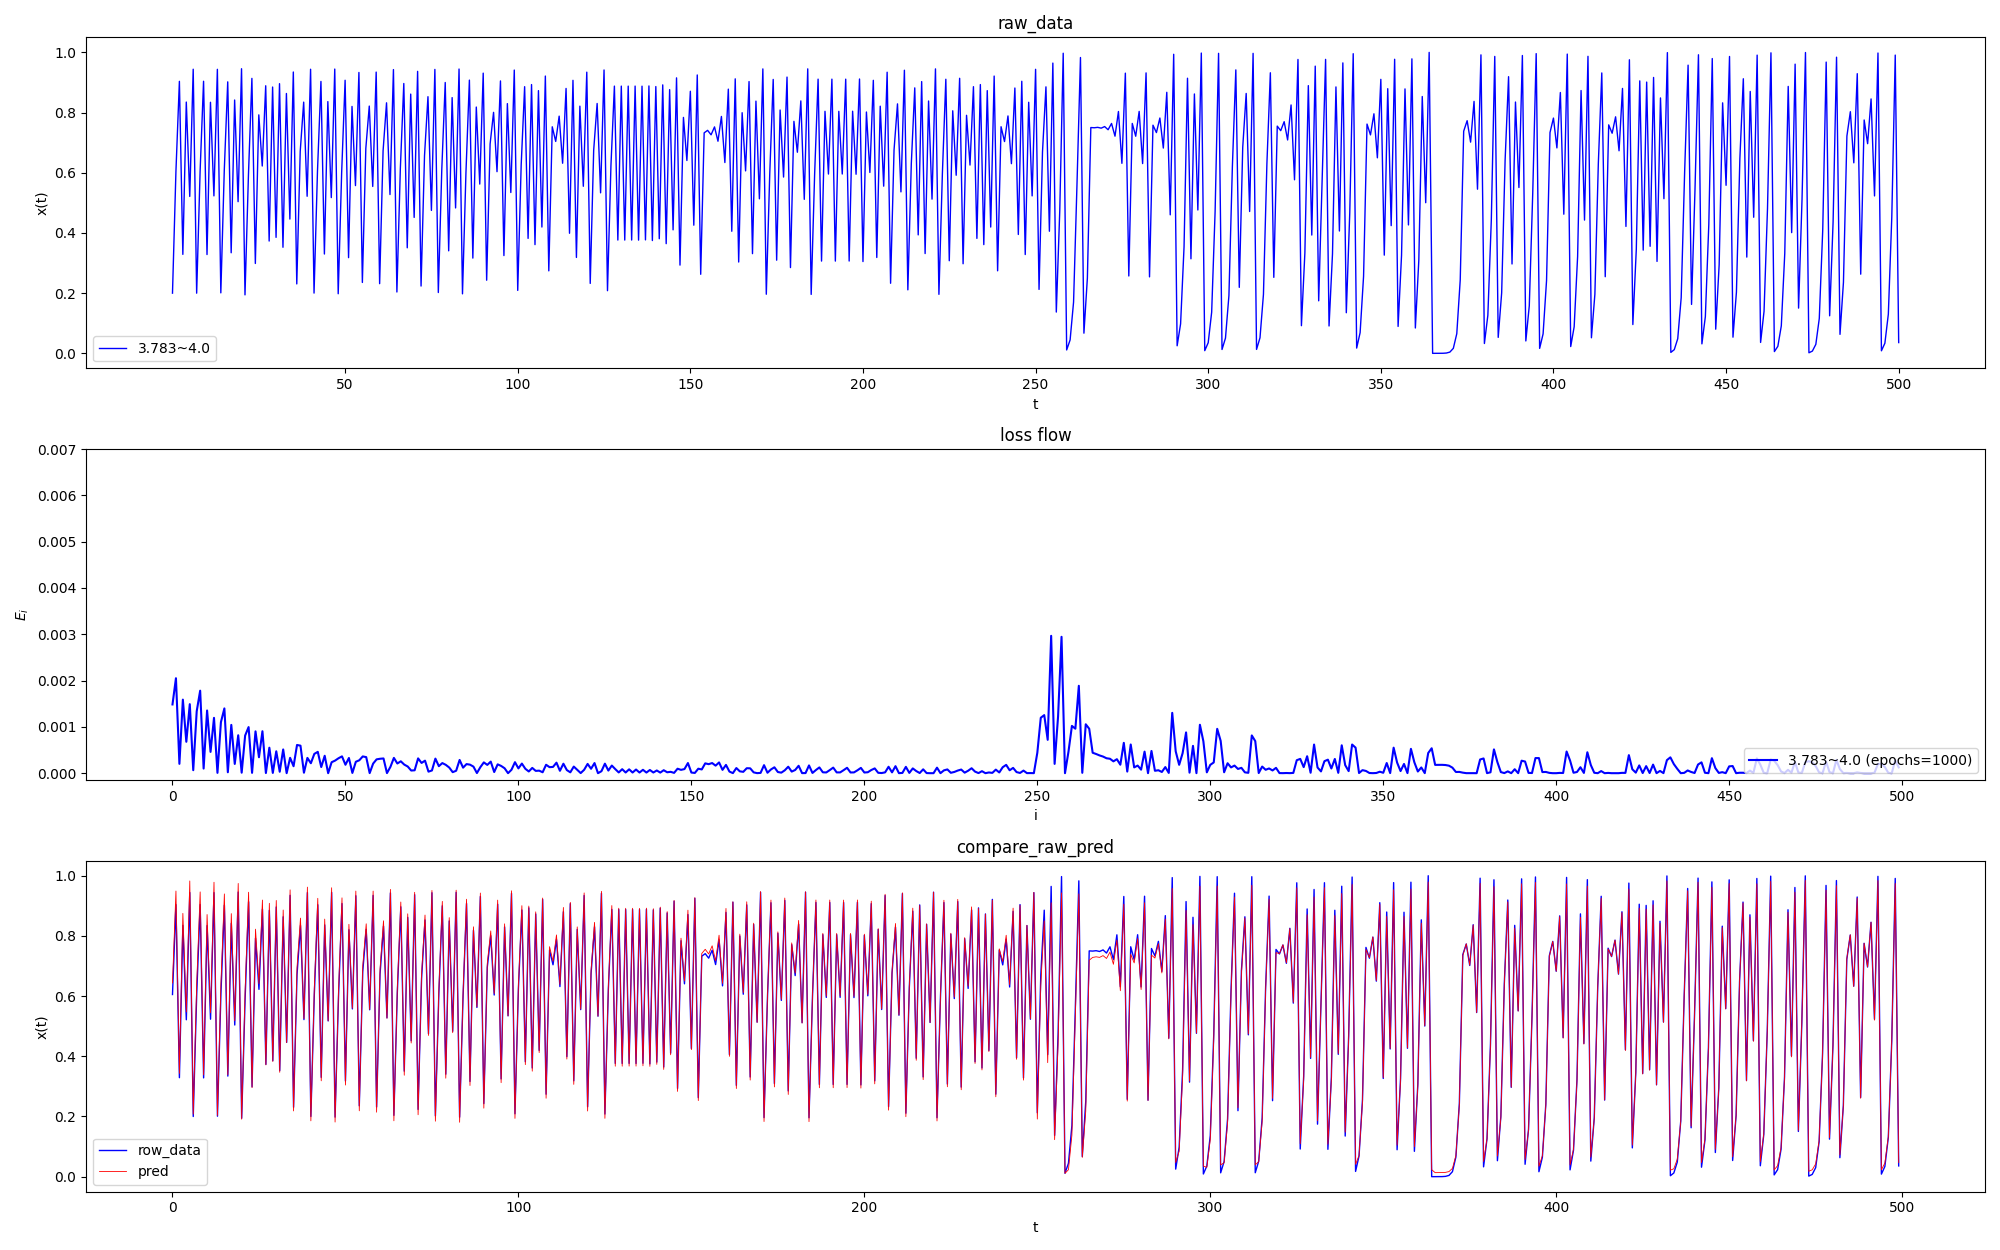 raw_data
1.0
0.8
0.6
0.4
0.2
0.0
x(t)
3.783~4.0
50 100 150 200 250 300 350 400 450 500
t
loss flow
0.007
0.006
0.005
0.004
0.003
0.002
0.001
0.000
E_i
3.783~4.0 (epochs=1000)
0 50 100 150 200 250 300 350 400 450 500
i
compare_raw_pred
1.0
0.8
0.6
0.4
0.2
0.0
x(t)
row_data
pred
0 100 200 300 400 500
t